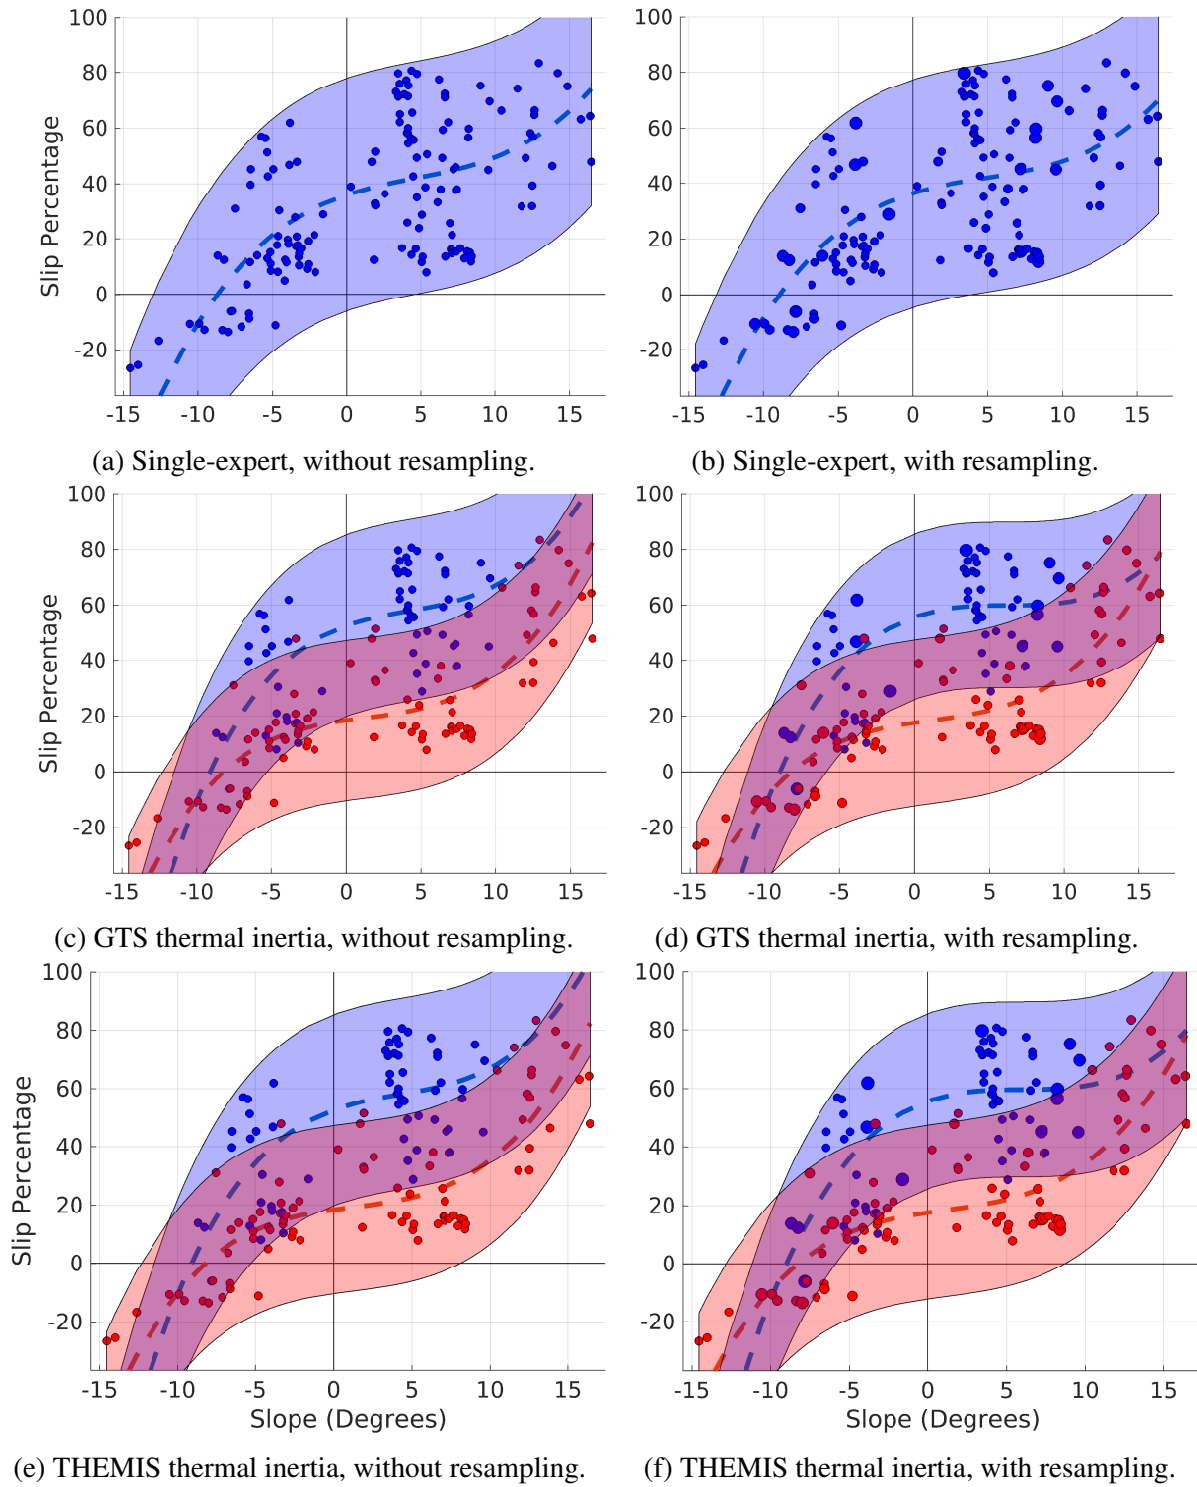 100
80
60
40
20
0
-20
Slip Percentage
-15 -10 -5 0 5 10 15
(a) Single-expert, without resampling.
100
80
60
40
20
0
-20
-15 -10 -5 0 5 10 15
(b) Single-expert, with resampling.
100
80
60
40
20
0
-20
Slip Percentage
-15 -10 -5 0 5 10 15
(c) GTS thermal inertia, without resampling.
100
80
60
40
20
0
-20
-15 -10 -5 0 5 10 15
(d) GTS thermal inertia, with resampling.
100
80
60
40
20
0
-20
Slip Percentage
-15 -10 -5 0 5 10 15
Slope (Degrees)
(e) THEMIS thermal inertia, without resampling.
100
80
60
40
20
0
-20
-15 -10 -5 0 5 10 15
Slope (Degrees)
(f) THEMIS thermal inertia, with resampling.